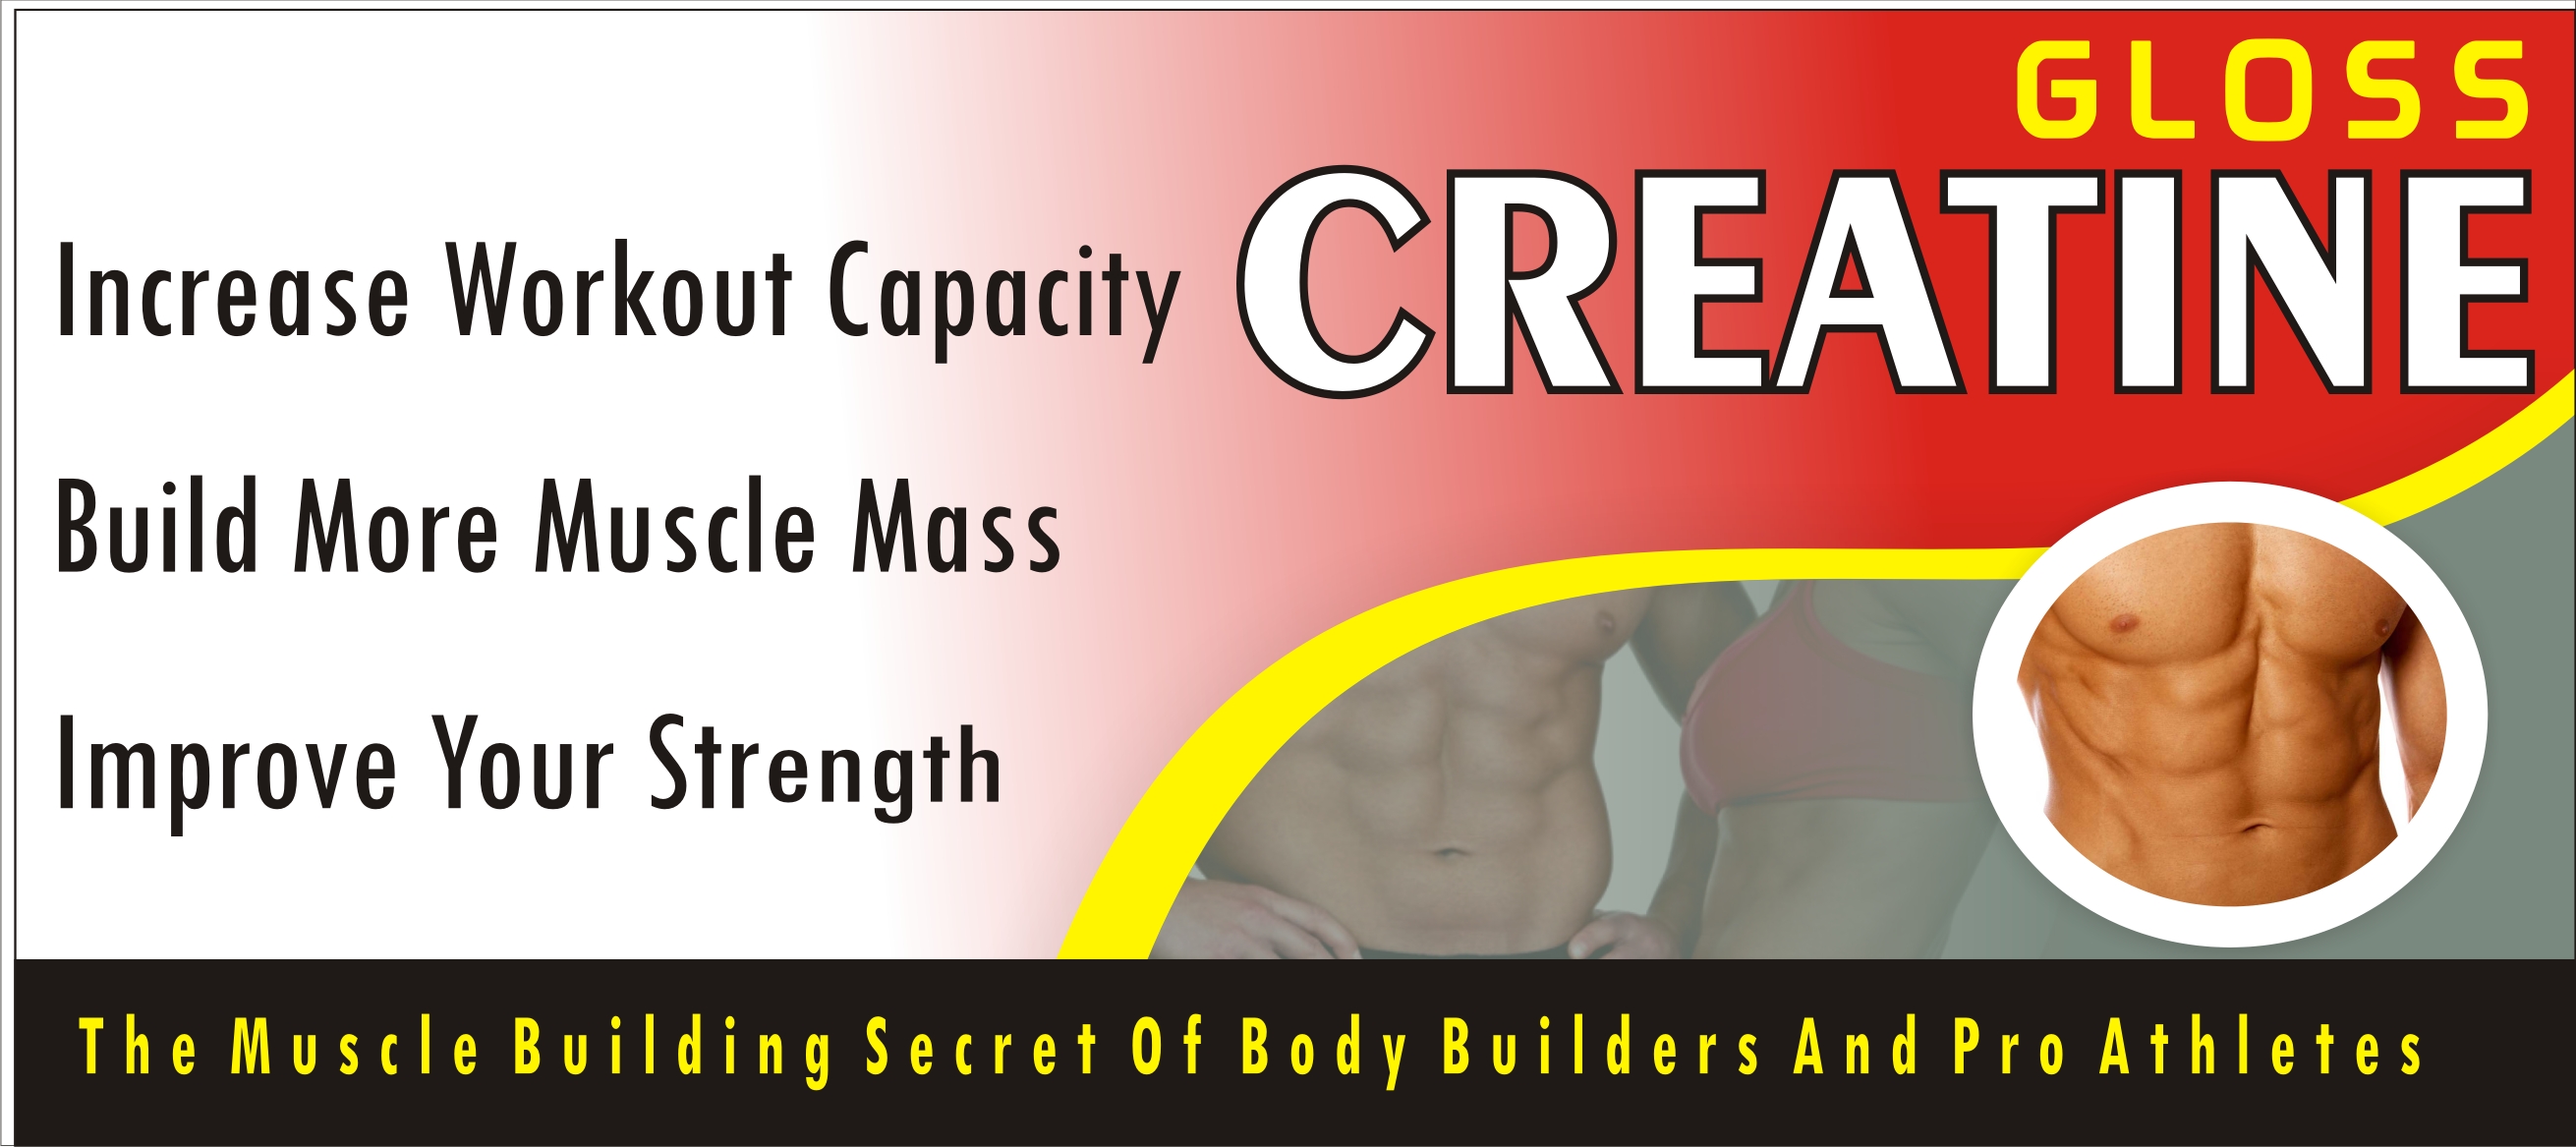 GLOSS
CREATINE
Increase Workout Capacity
Build More Muscle Mass
Improve Your Strength
The Muscle Building Secret Of Body Builders And Pro Athletes